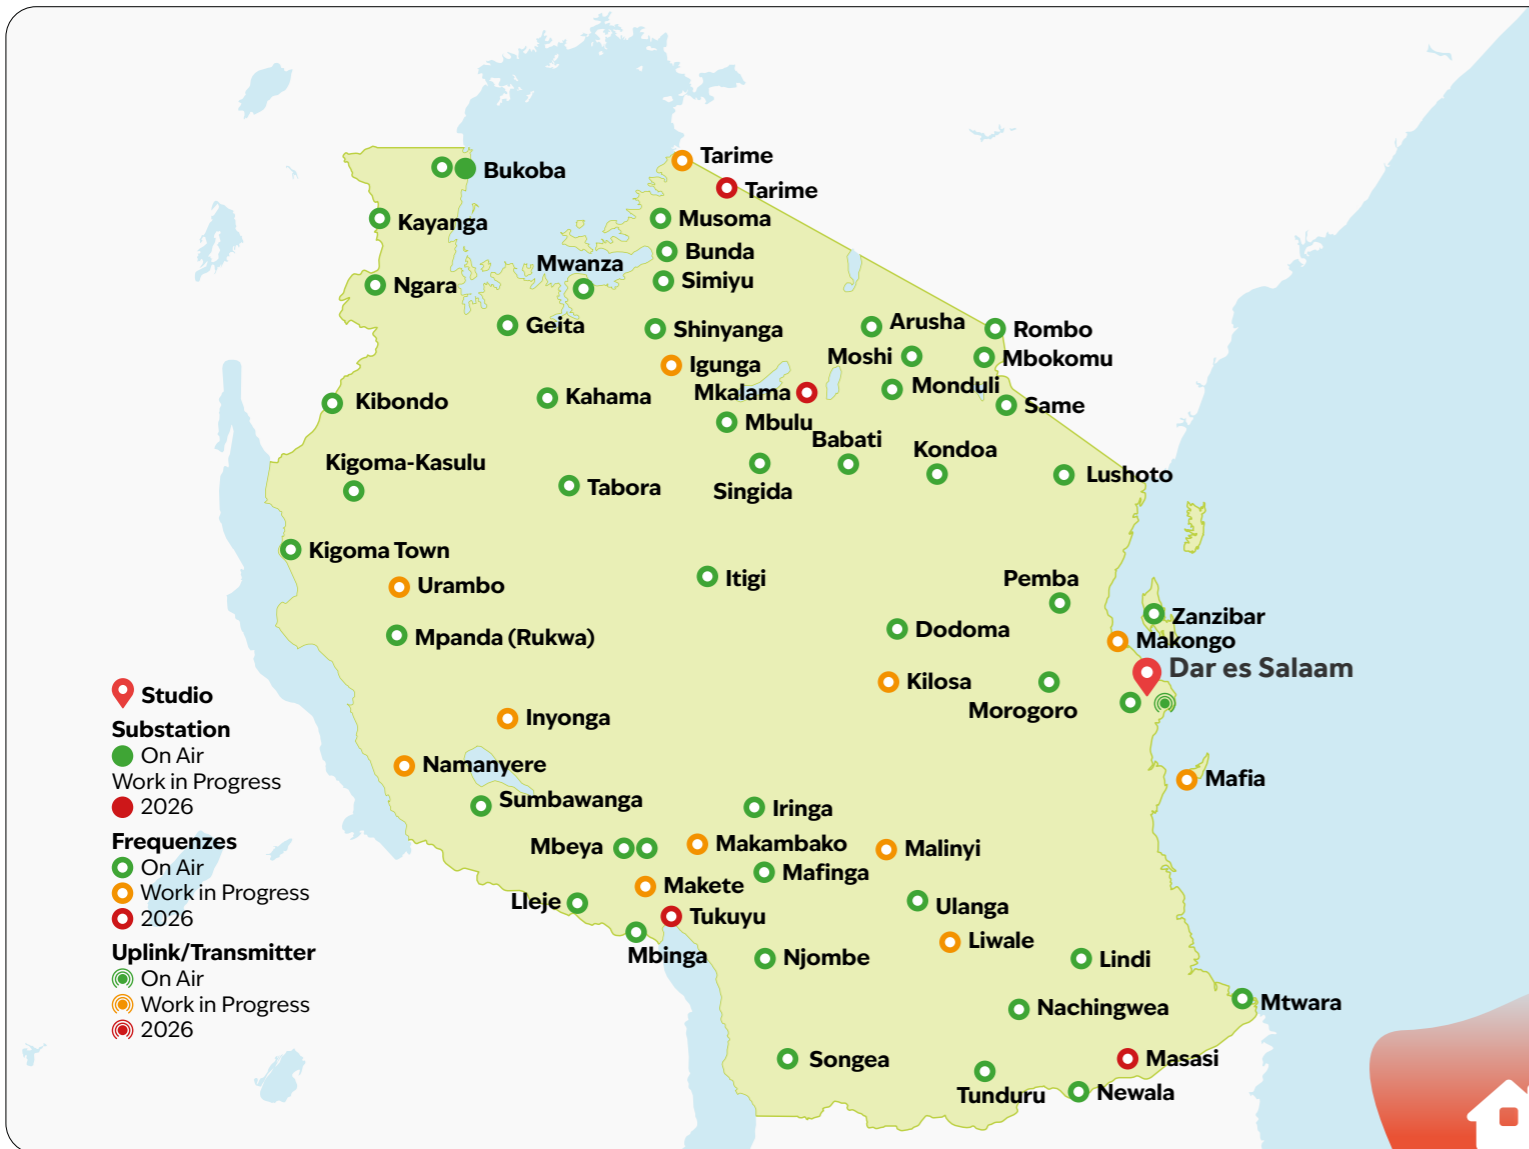 Tarime
Bukoba
Tarime
Kayanga
Musoma
Bunda
Mwanza
Simiyu
Ngara
Geita
Shinyanga
Arusha
Rombo
Moshi
Mbokomu
Igunga
Mkalama
Monduli
Kahama
Kibondo
Same
Mbulu
Babati
Kondoa
Kigoma-Kasulu
Lushoto
Tabora
Singida
Kigoma Town
Itigi
Pemba
Urambo
Zanzibar
Dodoma
Makongo
Mpanda (Rukwa)
Dar es Salaam
Kilosa
Morogoro
Inyonga
Namanyere
Mafia
Sumbawanga
Iringa
Mbeya
Makambako
Malinyi
Mafinga
Makete
Lleje
Ulanga
Tukuyu
Liwale
Mbinga
Njombe
Lindi
Mtwara
Nachingwea
Songea
Masasi
Tunduru
Newala
Studio
Substation
On Air
Work in Progress
2026
Frequenzes
On Air
Work in Progress
2026
Uplink/Transmitter
On Air
Work in Progress
2026